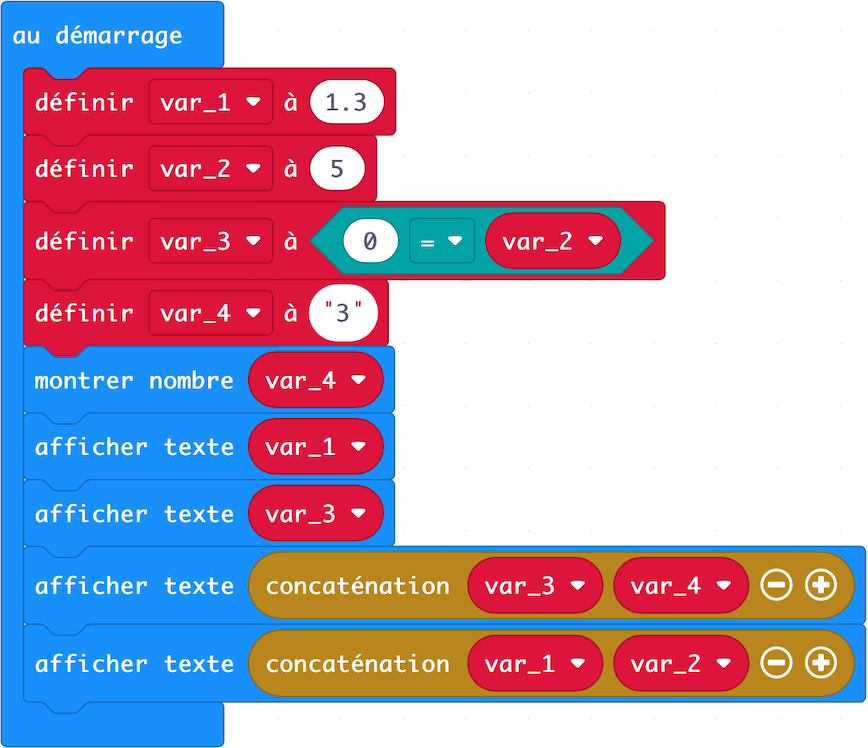 au démarrage
définir var_1 à 1.3
définir var_2 à 5
définir var_3 à 0 = var_2
définir var_4 à "3"
montrer nombre var_4
afficher texte var_1
afficher texte var_3
afficher texte concaténation var_3 var_4
afficher texte concaténation var_1 var_2